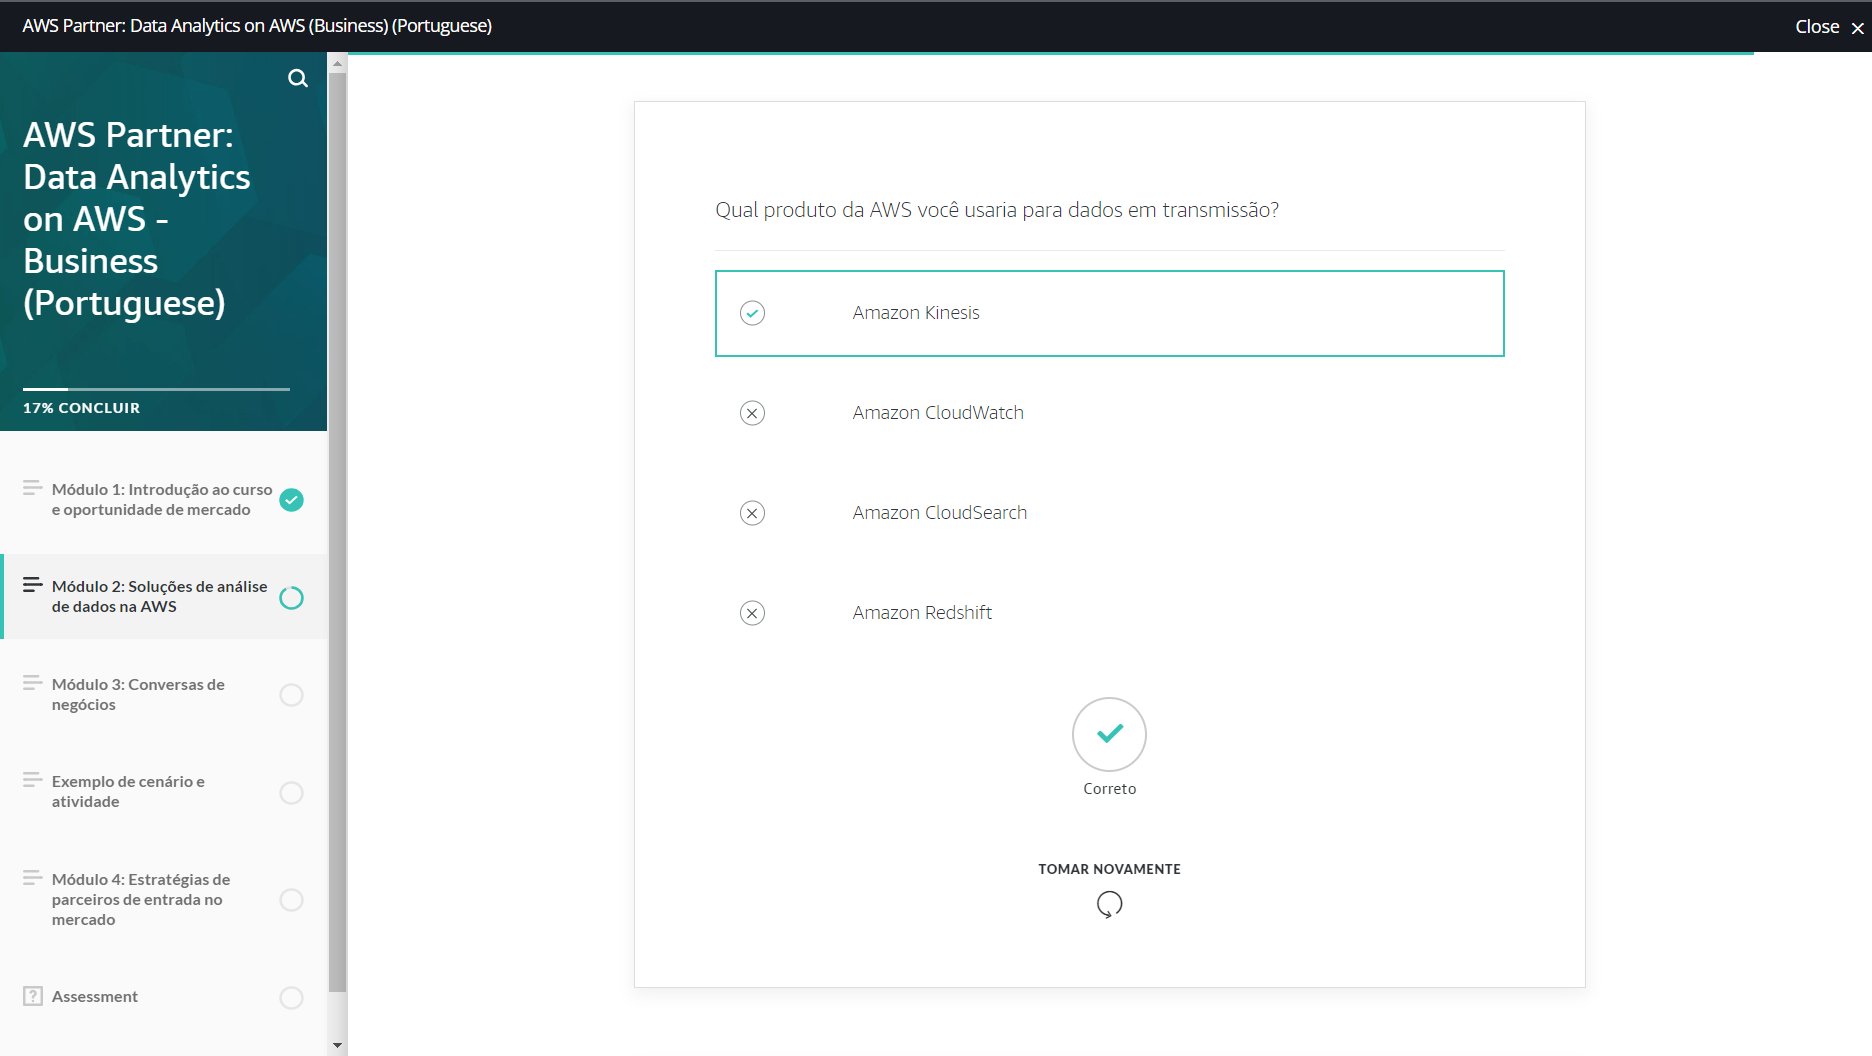 AWS Partner: Data Analytics on AWS (Business) (Portuguese)
Close
AWS Partner:
Data Analytics
on AWS -
Business
(Portuguese)
17% CONCLUIR
Módulo 1: Introdução ao curso
e oportunidade de mercado
Módulo 2: Soluções de análise
de dados na AWS
Módulo 3: Conversas de
negócios
Exemplo de cenário e
atividade
Módulo 4: Estratégias de
parceiros de entrada no
mercado
Assessment
Qual produto da AWS você usaria para dados em transmissão?
Amazon Kinesis
Amazon CloudWatch
Amazon CloudSearch
Amazon Redshift
Correto
TOMAR NOVAMENTE